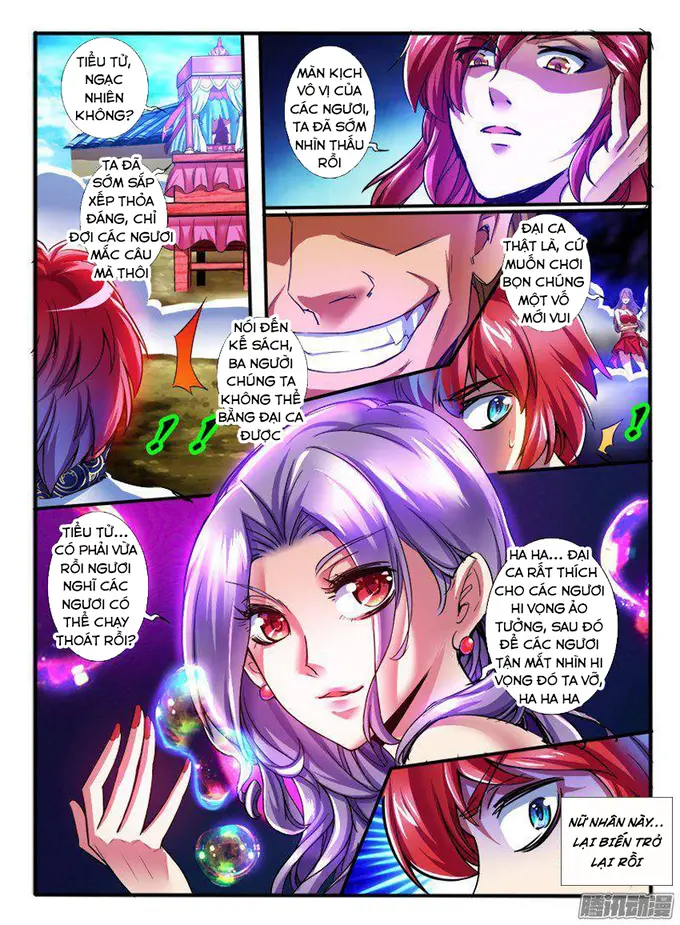 TIỂU TỬ,
NGẠC
NHIÊN
KHÔNG?
TA ĐÃ
SỚM SẮP
XẾP THỎA
ĐÁNG, CHỈ
ĐỢI CÁC NGƯƠI
MẮC CÂU
MÀ THÔI
MÀN KỊCH
VÔ VỊ CỦA
CÁC NGƯƠI,
TA ĐÃ SỚM
NHÌN THẤU
RỒI
ĐẠI CA
THẬT LÀ, CỨ
MUỐN CHƠI
BỌN CHÚNG
MỘT VỐ
MỚI VUI
NÓI ĐẾN
KẾ SÁCH,
BA NGƯỜI
CHÚNG TA
KHÔNG THỂ
BẰNG ĐẠI CA
ĐƯỢC
!
!!
TIỂU TỬ...
CÓ PHẢI VỪA
RỒI NGƯƠI
NGHĨ CÁC
NGƯƠI CÓ
THỂ CHẠY
THOÁT RỒI?
HA HA... ĐẠI
CA RẤT THÍCH
CHO CÁC NGƯƠI
HI VỌNG ẢO
TƯỞNG, SAU ĐÓ
ĐỂ CÁC NGƯƠI
TẬN MẮT NHÌN HI
VỌNG ĐÓ TA VỠ,
HA HA HA
NỮ NHÂN NÀY...
LẠI BIẾN TRỞ
LẠI RỒI
腾讯动漫